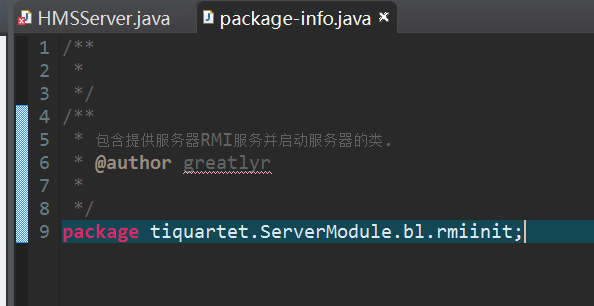 HMSServer.java package-info.java
1 /**
2 *
3 */
4 /**
5 * 包含提供服务器RMI服务并启动服务器的类.
6 * @author greatlyr
7 *
8 */
9 package tiquartet.ServerModule.bl.rmiinit;